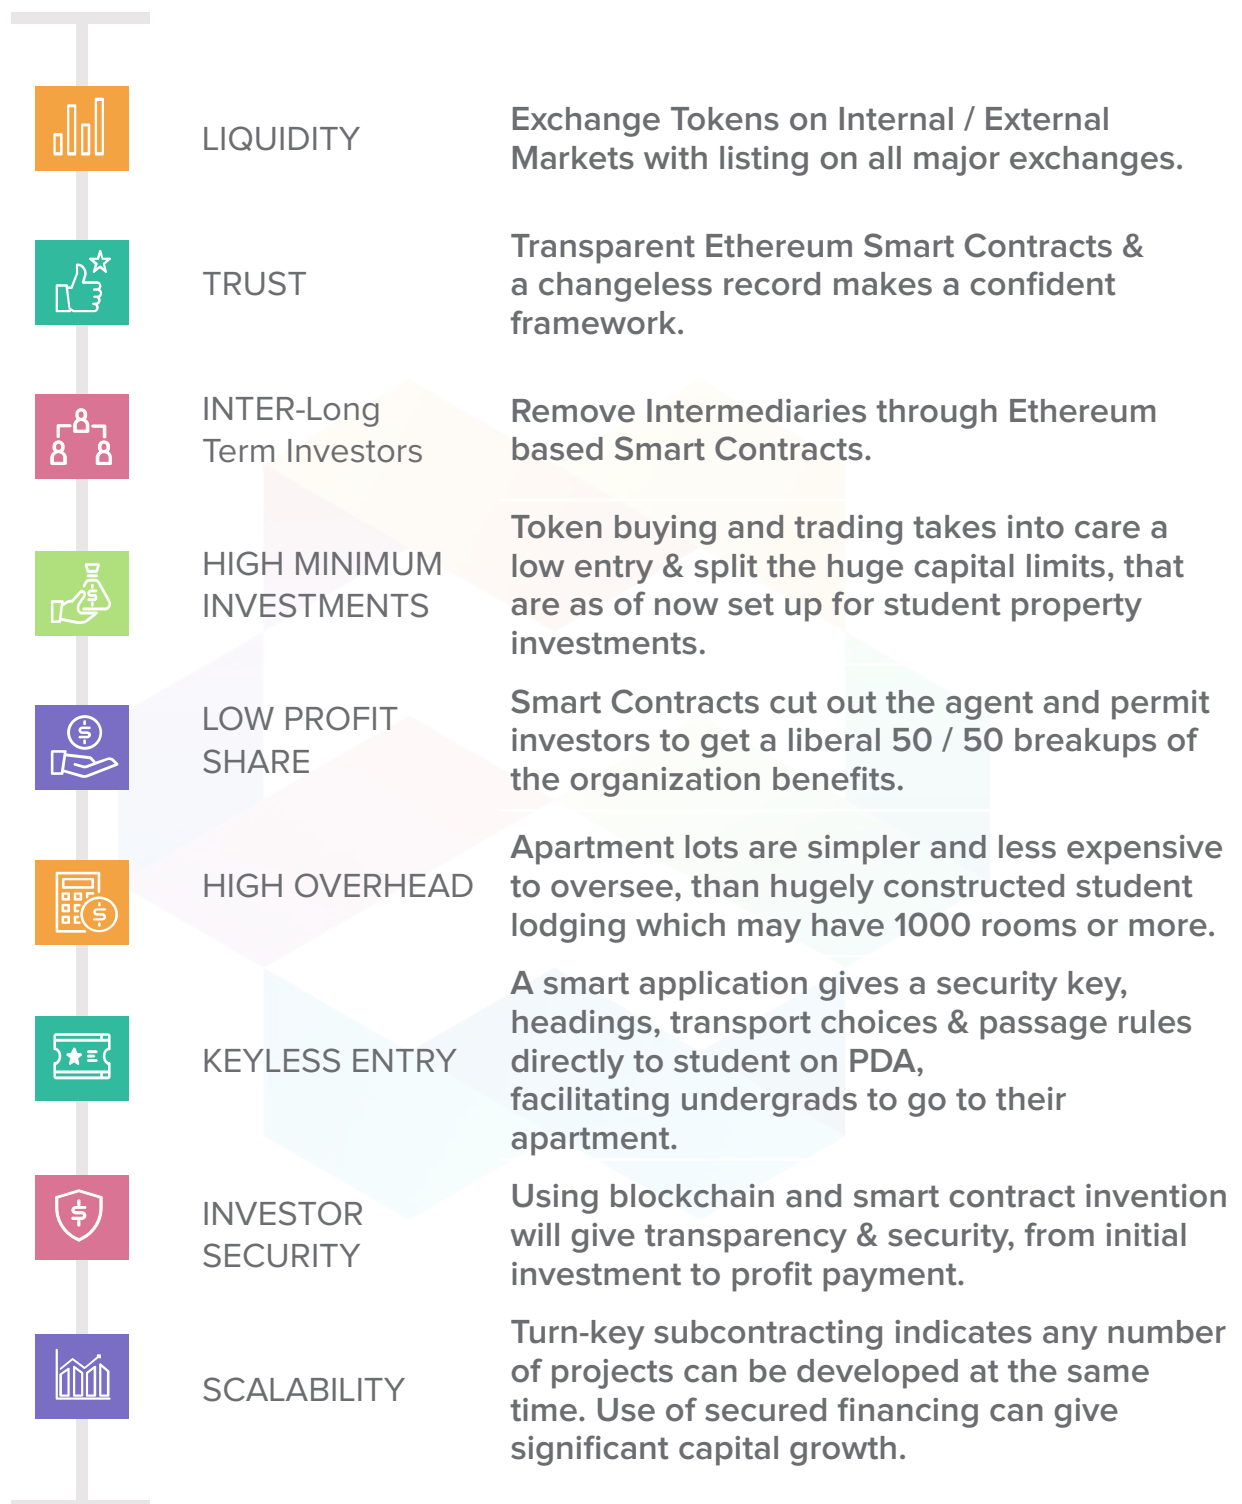 LIQUIDITY
Exchange Tokens on Internal / External
Markets with listing on all major exchanges.
TRUST
Transparent Ethereum Smart Contracts &
a changeless record makes a confident
framework.
INTER-Long
Term Investors
Remove Intermediaries through Ethereum
based Smart Contracts.
HIGH MINIMUM
INVESTMENTS
Token buying and trading takes into care a
low entry & split the huge capital limits, that
are as of now set up for student property
investments.
LOW PROFIT
SHARE
Smart Contracts cut out the agent and permit
investors to get a liberal 50 / 50 breakups of
the organization benefits.
HIGH OVERHEAD
Apartment lots are simpler and less expensive
to oversee, than hugely constructed student
lodging which may have 1000 rooms or more.
KEYLESS ENTRY
A smart application gives a security key,
headings, transport choices & passage rules
directly to student on PDA,
facilitating undergrads to go to their
apartment.
INVESTOR
SECURITY
Using blockchain and smart contract invention
will give transparency & security, from initial
investment to profit payment.
SCALABILITY
Turn-key subcontracting indicates any number
of projects can be developed at the same
time. Use of secured financing can give
significant capital growth.